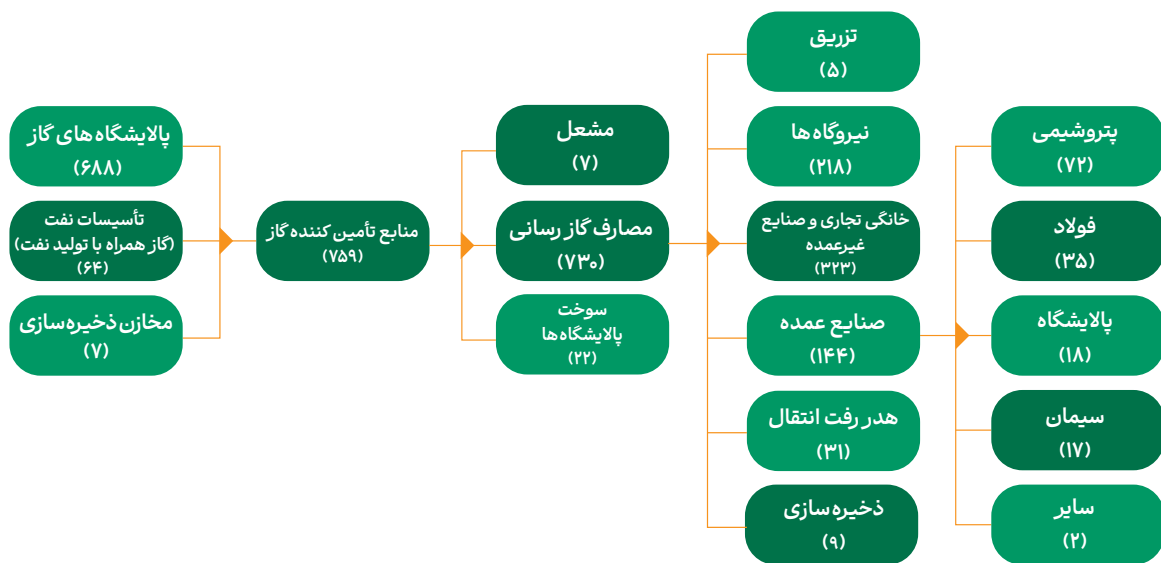 پالایشگاه‌های گاز
(۶۸۸)
تأسیسات نفت
(گاز همراه با تولید نفت)
(۶۴)
مخازن ذخیره‌سازی
(۷)
منابع تأمین کننده گاز
(۷۵۹)
مشعل
(۷)
مصارف گاز رسانی
(۷۳۰)
سوخت
پالایشگاه‌ها
(۲۲)
تزریق
(۵)
نیروگاه‌ها
(۲۱۸)
خانگی تجاری و صنایع
غیرعمده
(۳۲۳)
صنایع عمده
(۱۴۴)
هدر رفت انتقال
(۳۱)
ذخیره‌سازی
(۹)
پتروشیمی
(۷۲)
فولاد
(۳۵)
پالایشگاه
(۱۸)
سیمان
(۱۷)
سایر
(۲)